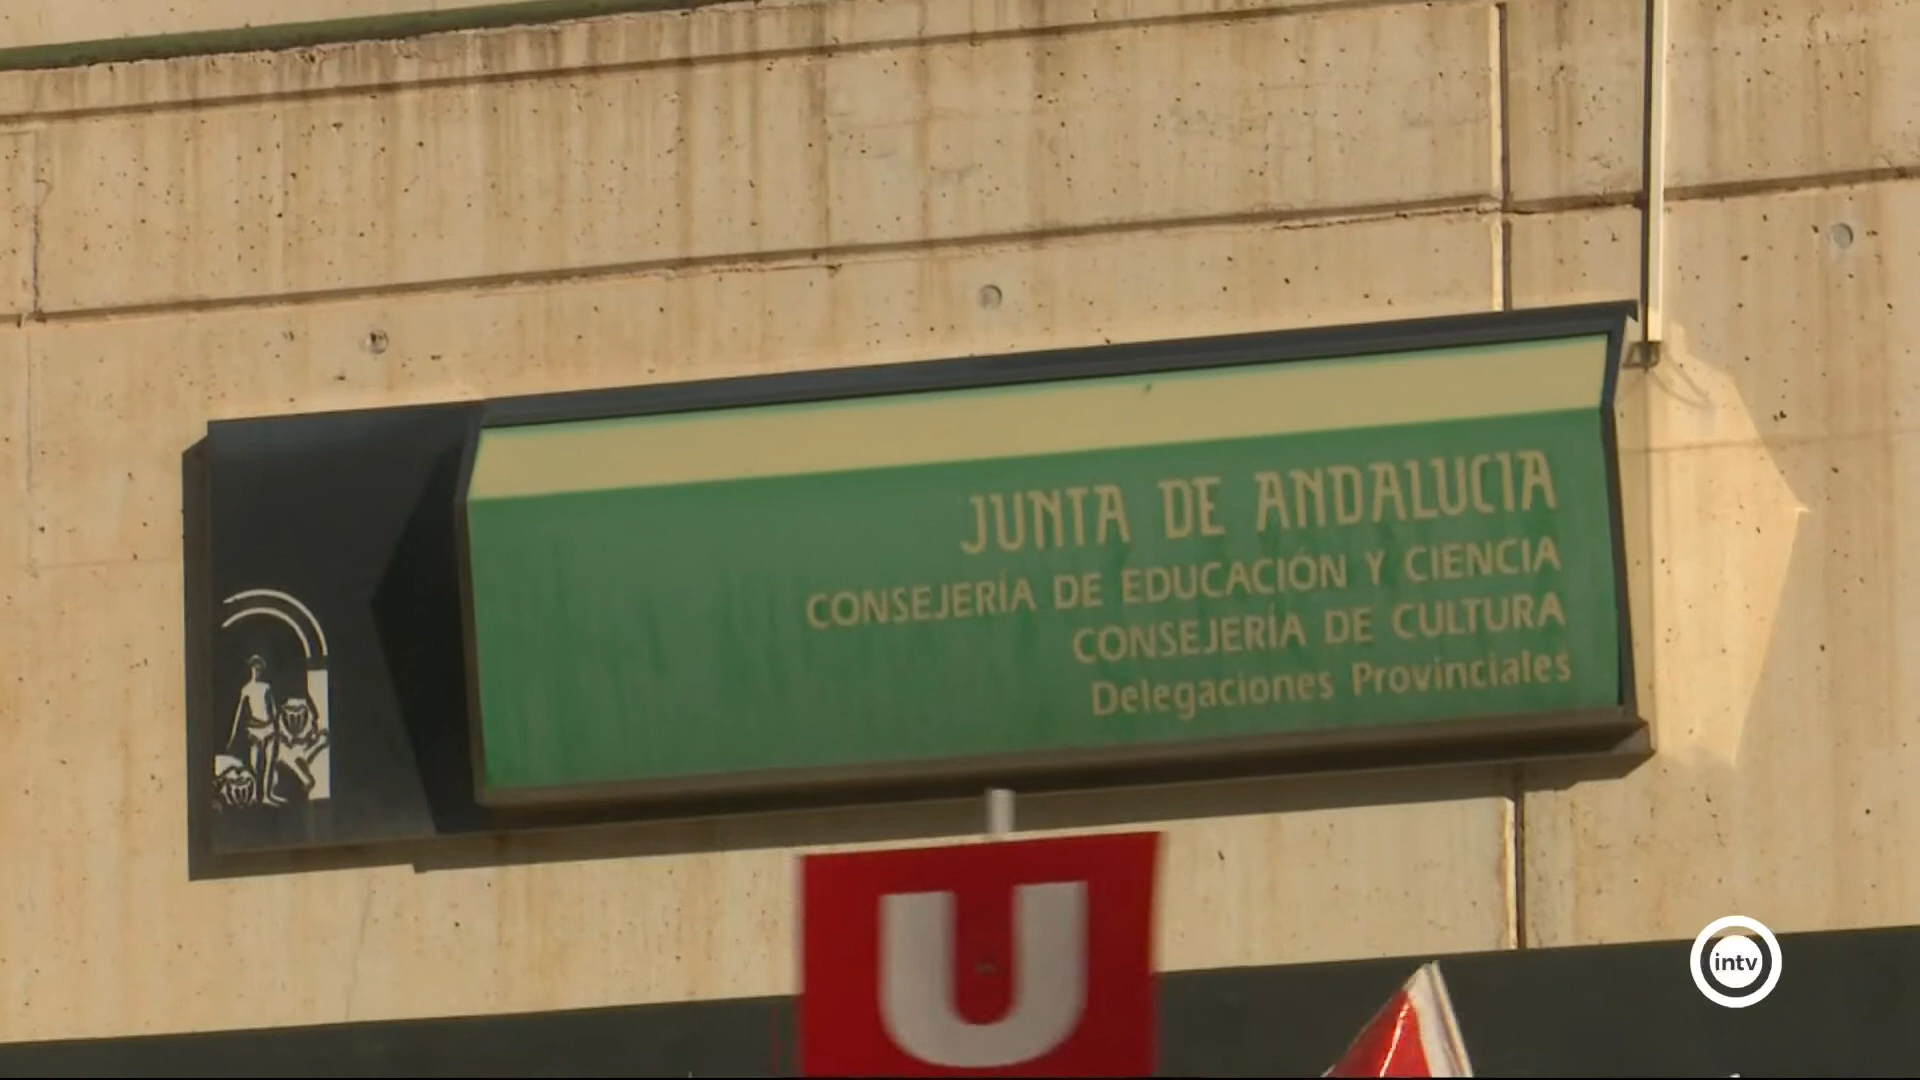 JUNTA DE ANDALUCIA
CONSEJERÍA DE EDUCACIÓN Y CIENCIA
CONSEJERÍA DE CULTURA
Delegaciones Provinciales
U
intv